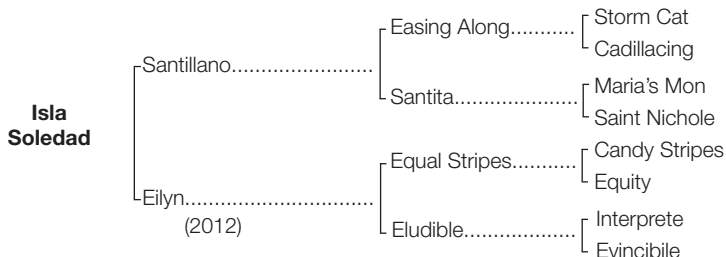 Storm Cat
Easing Along...........
Cadillacing
Santillano........................
Maria's Mon
Santita.....................
Saint Nichole
Isla
Soledad
Candy Stripes
Equal Stripes...........
Equity
Eilyn................................
(2012)
Interprete
Eludible...................
Evincibile